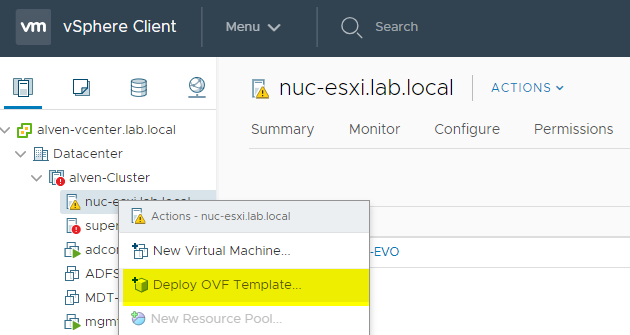 vm vSphere Client Menu Search
nuc-esxi.lab.local ACTIONS
alven-vcenter.lab.local
Datacenter
alven-Cluster
nuc-esxi.lab.local
super
adcon
ADFS
MDT-
mgmt
Summary Monitor Configure Permissions
Actions - nuc-esxi.lab.local
New Virtual Machine...
Deploy OVF Template...
New Resource Pool...
-EVO